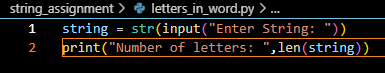 string_assignment > letters_in_word.py > ...
1 string = str(input("Enter String: "))
2 print("Number of letters: ",len(string))